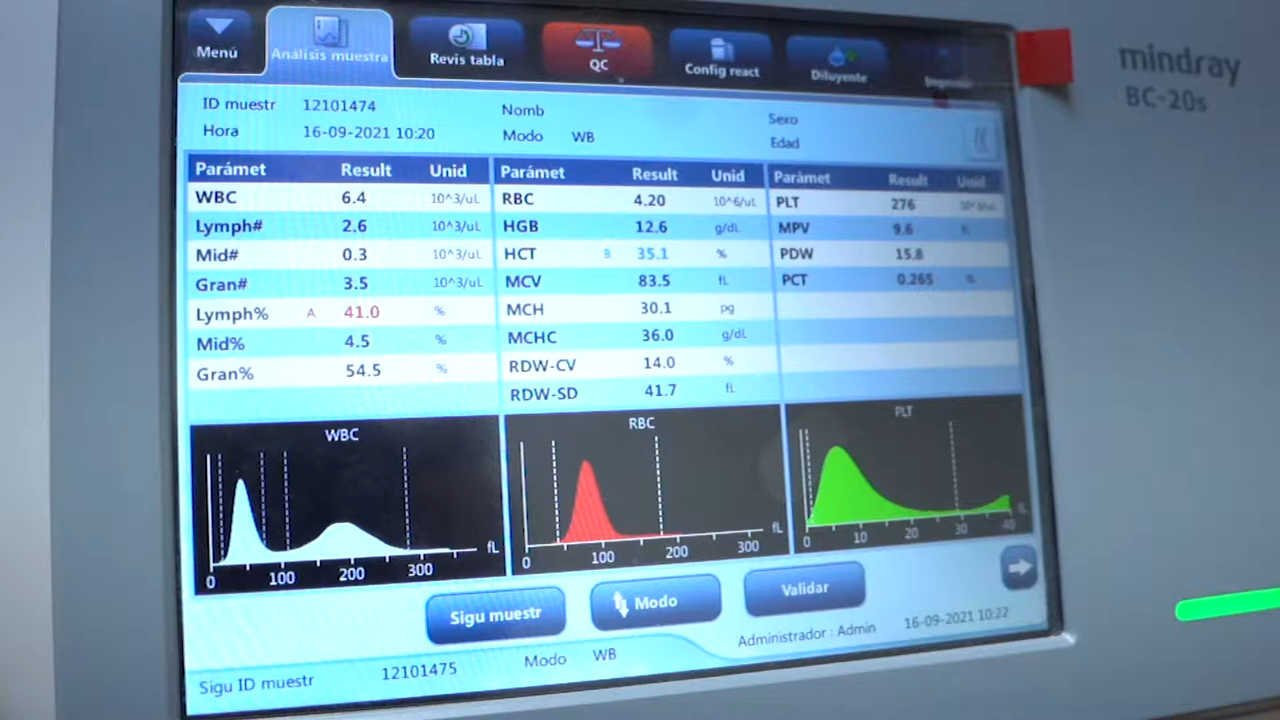 Menú
Análisis muestra
Revis tabla
QC
Config react
Diluyente
mindray
BC-20s
ID muestr 12101474 Nomb Sexo
Hora 16-09-2021 10:20 Modo WB Edad
Parámet Result Unid Parámet Result Unid Parámet Result Unid
WBC 6.4 10^3/uL RBC 4.20 10^6/uL PLT 276
Lymph# 2.6 10^3/uL HGB 12.6 g/dL MPV 9.6
Mid# 0.3 10^3/uL HCT B 35.1 % PDW 15.8
Gran# 3.5 10^3/uL MCV 83.5 fL PCT 0.265 %
Lymph% A 41.0 % MCH 30.1 pg
Mid% 4.5 % MCHC 36.0 g/dL
Gran% 54.5 % RDW-CV 14.0 %
RDW-SD 41.7 fL
WBC RBC PLT
0 100 200 300 fL
0 100 200 300 fL
0 10 20 30 40 fL
Sigu muestr Modo Validar
Administrador : Admin 16-09-2021 10:22
Sigu ID muestr 12101475 Modo WB